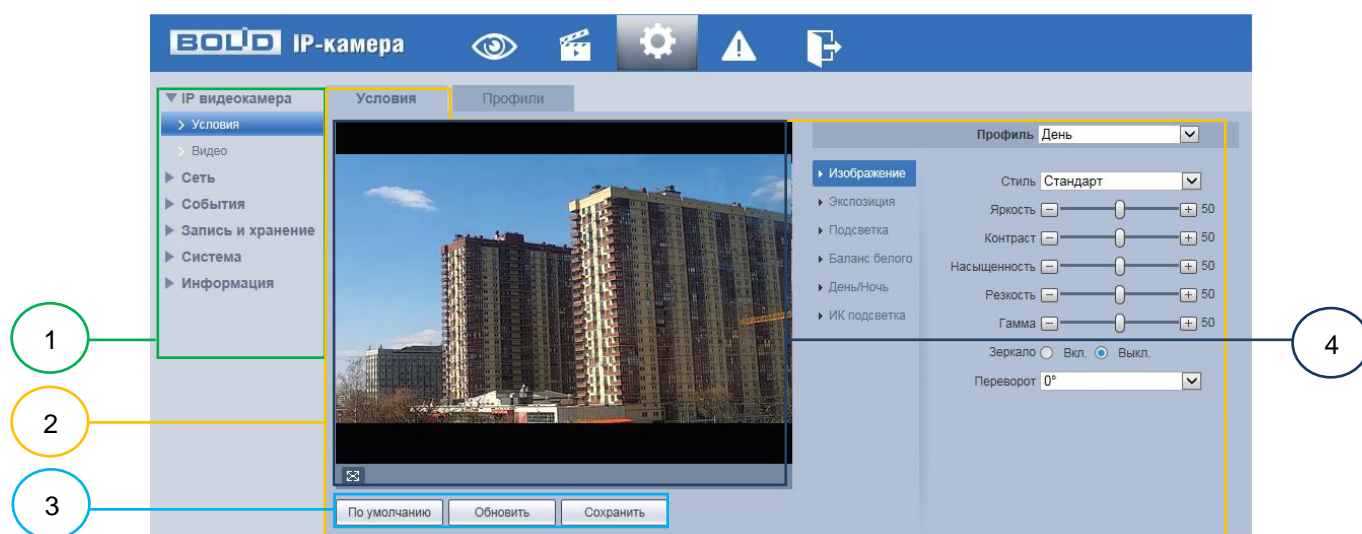 BOLID IP-камера
IP видеокамера
Условия
Видео
Сеть
События
Запись и хранение
Система
Информация
Условия
Профили
Профиль День
Изображение
Экспозиция
Подсветка
Баланс белого
День/Ночь
ИК подсветка
Стиль Стандарт
Яркость 50
Контраст 50
Насыщенность 50
Резкость 50
Гамма 50
Зеркало Вкл. Выкл.
Переворот 0°
По умолчанию
Обновить
Сохранить
1
2
3
4